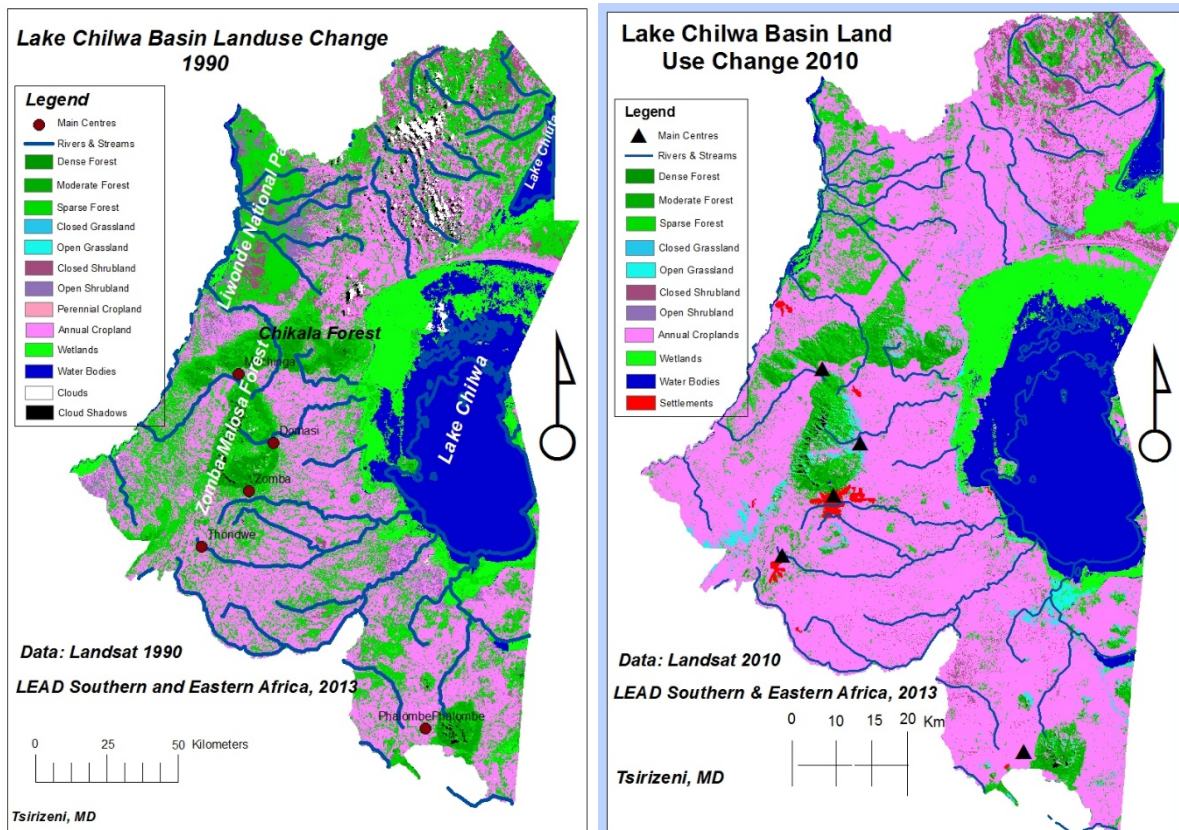 Lake Chilwa Basin Landuse Change
1990
Legend
Main Centres
Rivers & Streams
Dense Forest
Moderate Forest
Sparse Forest
Closed Grassland
Open Grassland
Closed Shrubland
Open Shrubland
Perennial Cropland
Annual Cropland
Wetlands
Water Bodies
Clouds
Cloud Shadows
Lake Chiuta
Liwonde National Pa
Chikala Forest
Machinga
Zomba-Malosa Forest
Lake Chilwa
Domasi
Zomba
Thondwe
PhalombePhalombe
Data: Landsat 1990
LEAD Southern and Eastern Africa, 2013
0 25 50 Kilometers
Tsirizeni, MD
Lake Chilwa Basin Land
Use Change 2010
Legend
Main Centres
Rivers & Streams
Dense Forest
Moderate Forest
Sparse Forest
Closed Grassland
Open Grassland
Closed Shrubland
Open Shrubland
Annual Croplands
Wetlands
Water Bodies
Settlements
Data: Landsat 2010
LEAD Southern & Eastern Africa, 2013
0 10 15 20 Km
Tsirizeni, MD